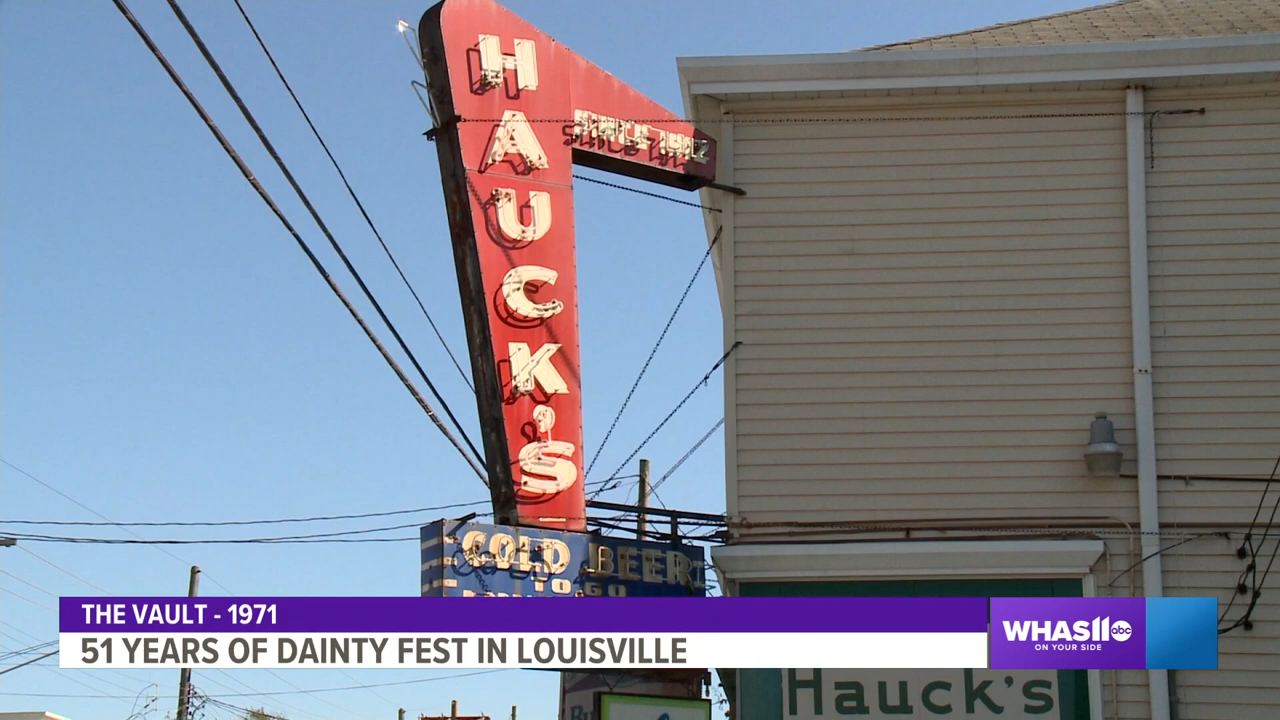 HAUCK'S
SINCE 1912
COLD BEER
TO GO
THE VAULT - 1971
51 YEARS OF DAINTY FEST IN LOUISVILLE
WHAS11 abc
ON YOUR SIDE
Hauck's